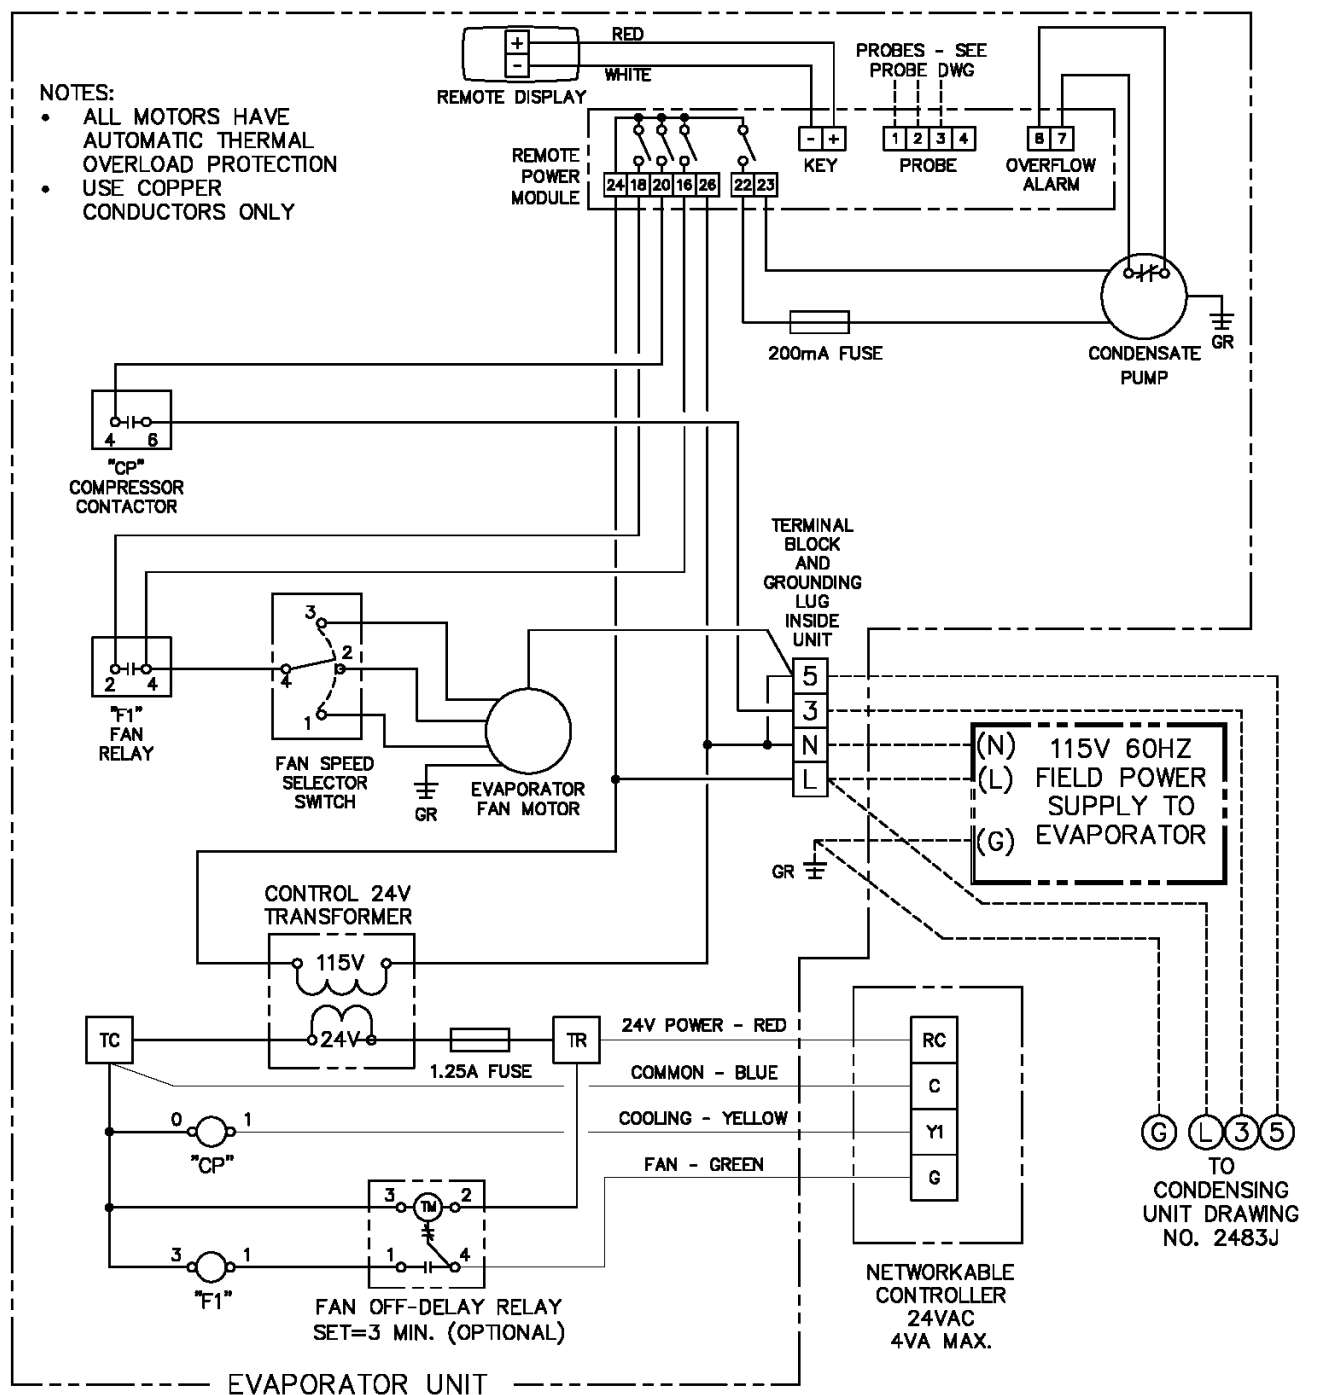 RED
WHITE
+
-
REMOTE DISPLAY
NOTES:
• ALL MOTORS HAVE
AUTOMATIC THERMAL
OVERLOAD PROTECTION
• USE COPPER
CONDUCTORS ONLY
PROBES - SEE
PROBE DWG
REMOTE
POWER
MODULE
- +
KEY
1 2 3 4
PROBE
8 7
OVERFLOW
ALARM
24 18 20 16 26 22 23
200mA FUSE
CONDENSATE
PUMP
GR
4 6
"CP"
COMPRESSOR
CONTACTOR
TERMINAL
BLOCK
AND
GROUNDING
LUG
INSIDE
UNIT
2 4
"F1"
FAN
RELAY
3
2
4
1
FAN SPEED
SELECTOR
SWITCH
GR
EVAPORATOR
FAN MOTOR
5
3
N
L
(N)
(L)
(G)
115V 60HZ
FIELD POWER
SUPPLY TO
EVAPORATOR
GR
CONTROL 24V
TRANSFORMER
115V
24V
TC
1.25A FUSE
TR
24V POWER - RED
COMMON - BLUE
COOLING - YELLOW
FAN - GREEN
RC
C
Y1
G
0 1
"CP"
3 TM 2
1 4
3 1
"F1"
FAN OFF-DELAY RELAY
SET=3 MIN. (OPTIONAL)
NETWORKABLE
CONTROLLER
24VAC
4VA MAX.
G L 3 5
TO
CONDENSING
UNIT DRAWING
NO. 2483J
EVAPORATOR UNIT